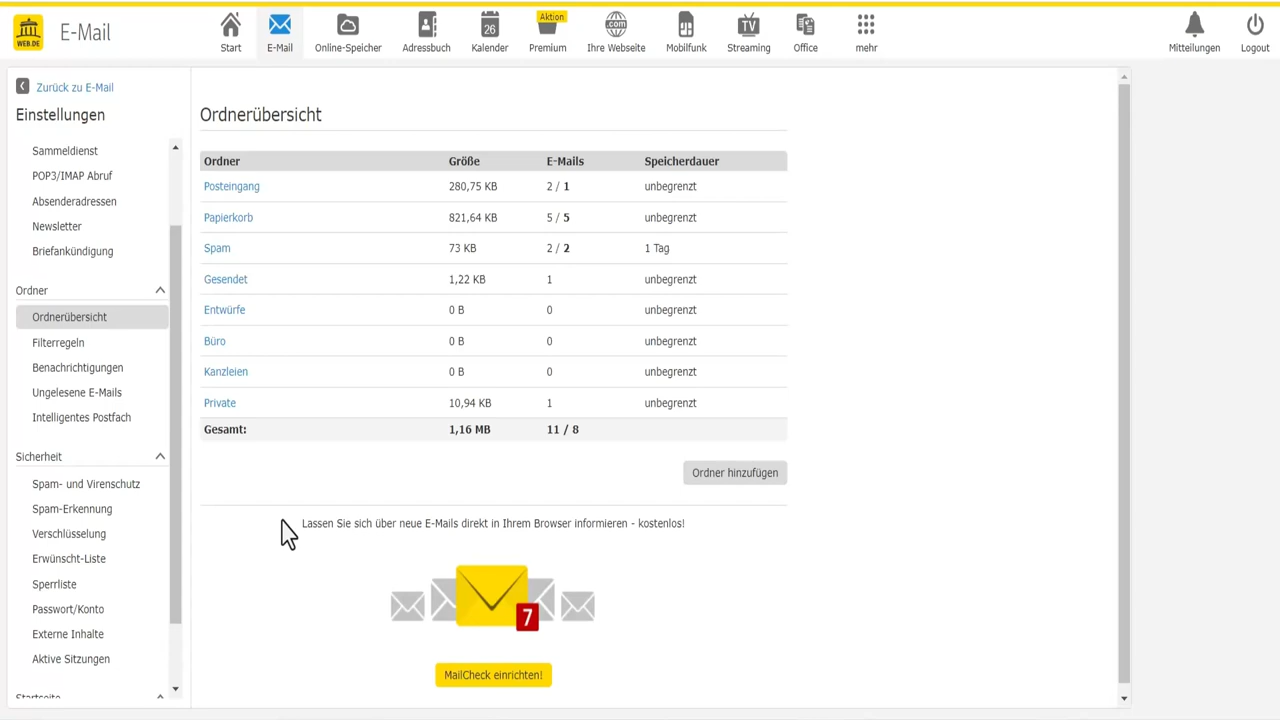 WEB.DE
E-Mail
Start
E-Mail
Online-Speicher
Adressbuch
26
Kalender
Aktion
Premium
.com
Ihre Webseite
Mobilfunk
TV
Streaming
Office
mehr
Mitteilungen
Logout
Zurück zu E-Mail
Einstellungen
Sammeldienst
POP3/IMAP Abruf
Absenderadressen
Newsletter
Briefankündigung
Ordner
Ordnerübersicht
Filterregeln
Benachrichtigungen
Ungelesene E-Mails
Intelligentes Postfach
Sicherheit
Spam- und Virenschutz
Spam-Erkennung
Verschlüsselung
Erwünscht-Liste
Sperrliste
Passwort/Konto
Externe Inhalte
Aktive Sitzungen
Startseite
Ordnerübersicht
Ordner Größe E-Mails Speicherdauer
Posteingang 280,75 KB 2 / 1 unbegrenzt
Papierkorb 821,64 KB 5 / 5 unbegrenzt
Spam 73 KB 2 / 2 1 Tag
Gesendet 1,22 KB 1 unbegrenzt
Entwürfe 0 B 0 unbegrenzt
Büro 0 B 0 unbegrenzt
Kanzleien 0 B 0 unbegrenzt
Private 10,94 KB 1 unbegrenzt
Gesamt: 1,16 MB 11 / 8
Ordner hinzufügen
Lassen Sie sich über neue E-Mails direkt in Ihrem Browser informieren - kostenlos!
7
MailCheck einrichten!